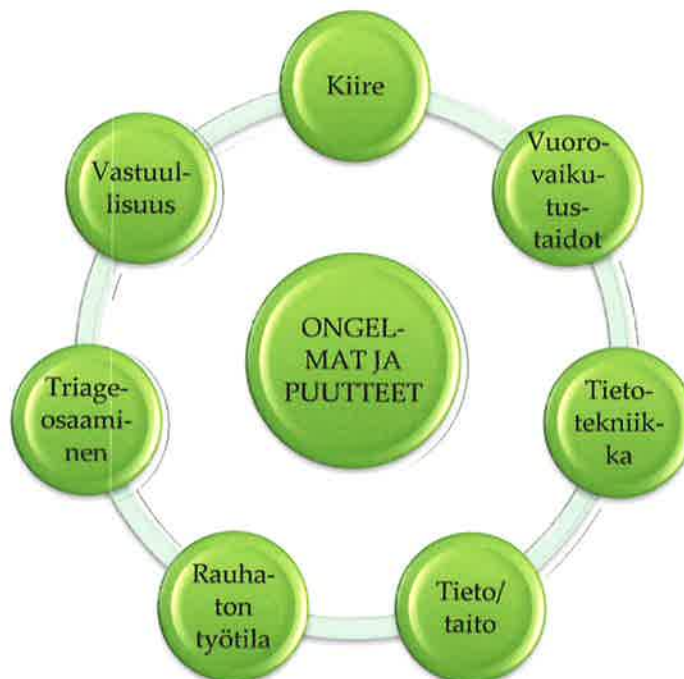 Kiire
Vuoro-
vaiku-
tus-
taidot
Tieto-
tekniik-
ka
Tieto/
taito
Rauha-
ton
työtila
Triage-
osaami-
nen
Vastuul-
lisuus
ONGEL-
MAT JA
PUUTTEET